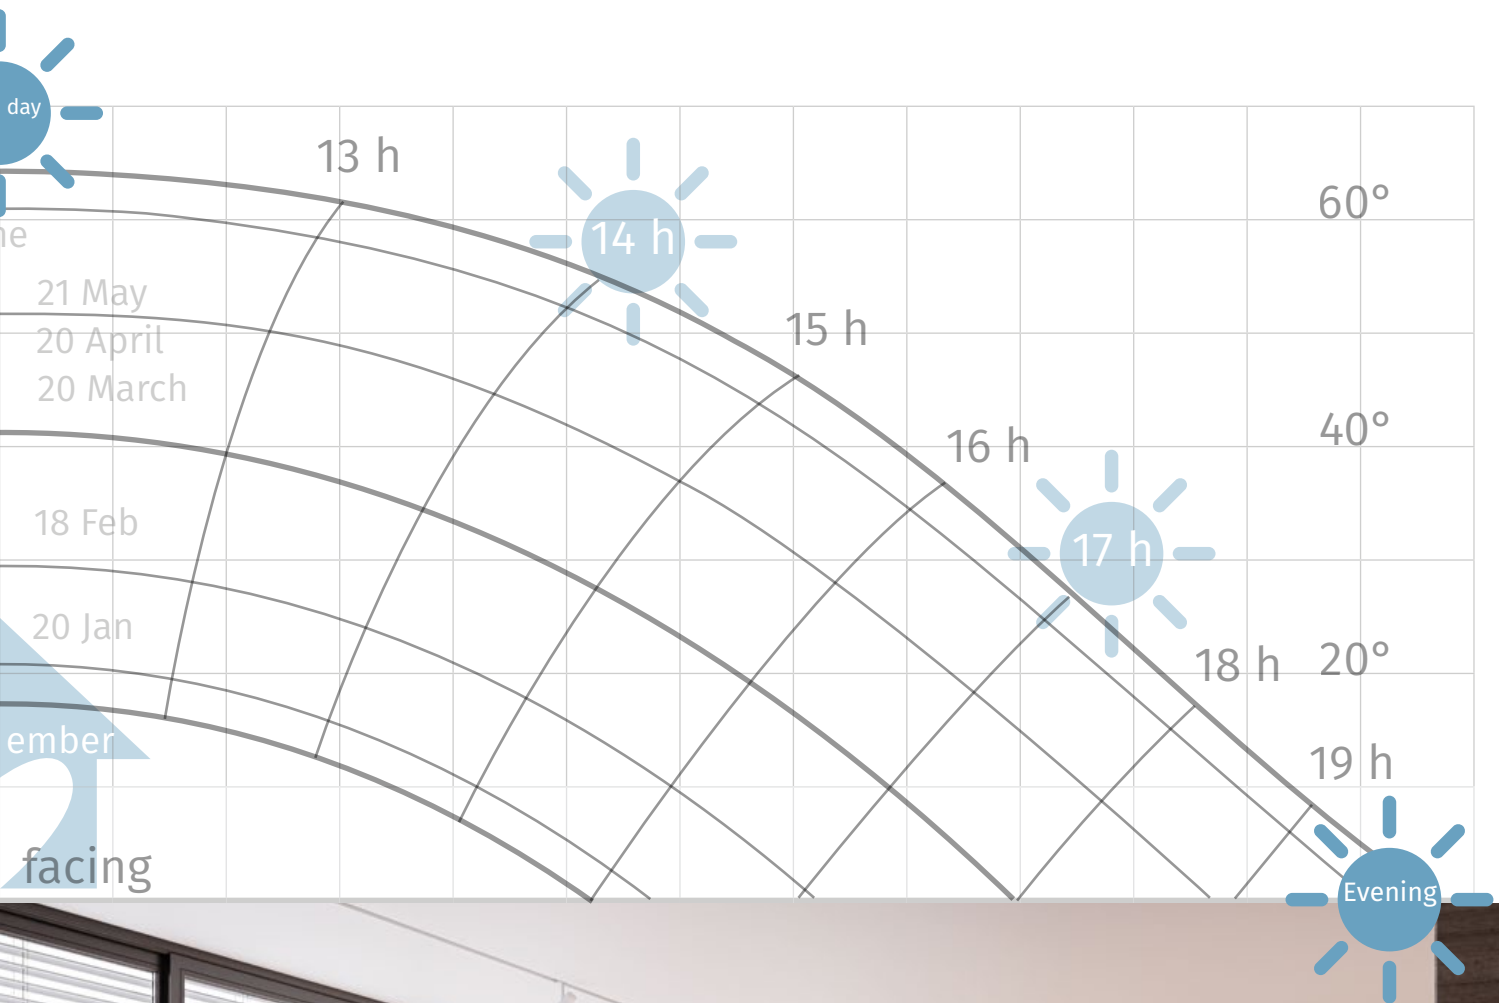 day
13 h
14 h
15 h
16 h
17 h
18 h
19 h
60°
40°
20°
21 May
20 April
20 March
18 Feb
20 Jan
ember
facing
Evening